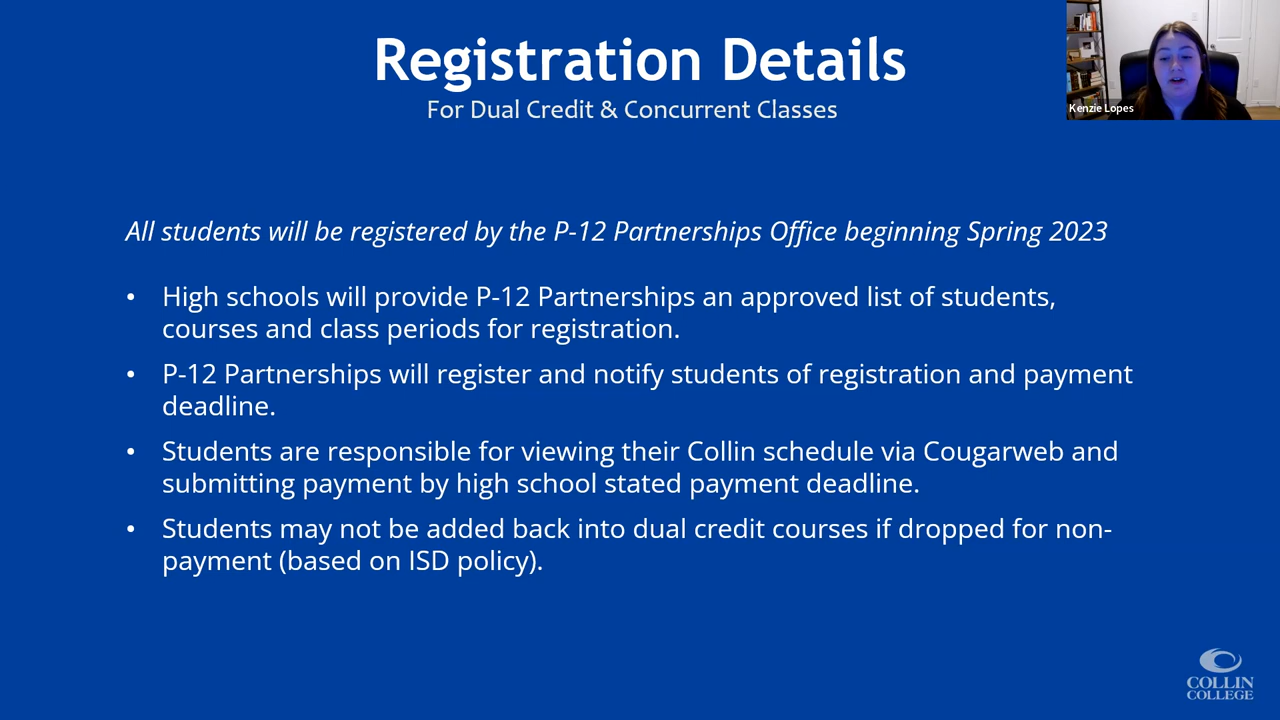 Registration Details
For Dual Credit & Concurrent Classes
Kenzie Lopes
All students will be registered by the P-12 Partnerships Office beginning Spring 2023
• High schools will provide P-12 Partnerships an approved list of students,
courses and class periods for registration.
• P-12 Partnerships will register and notify students of registration and payment
deadline.
• Students are responsible for viewing their Collin schedule via Cougarweb and
submitting payment by high school stated payment deadline.
• Students may not be added back into dual credit courses if dropped for non-
payment (based on ISD policy).
COLLIN
COLLEGE